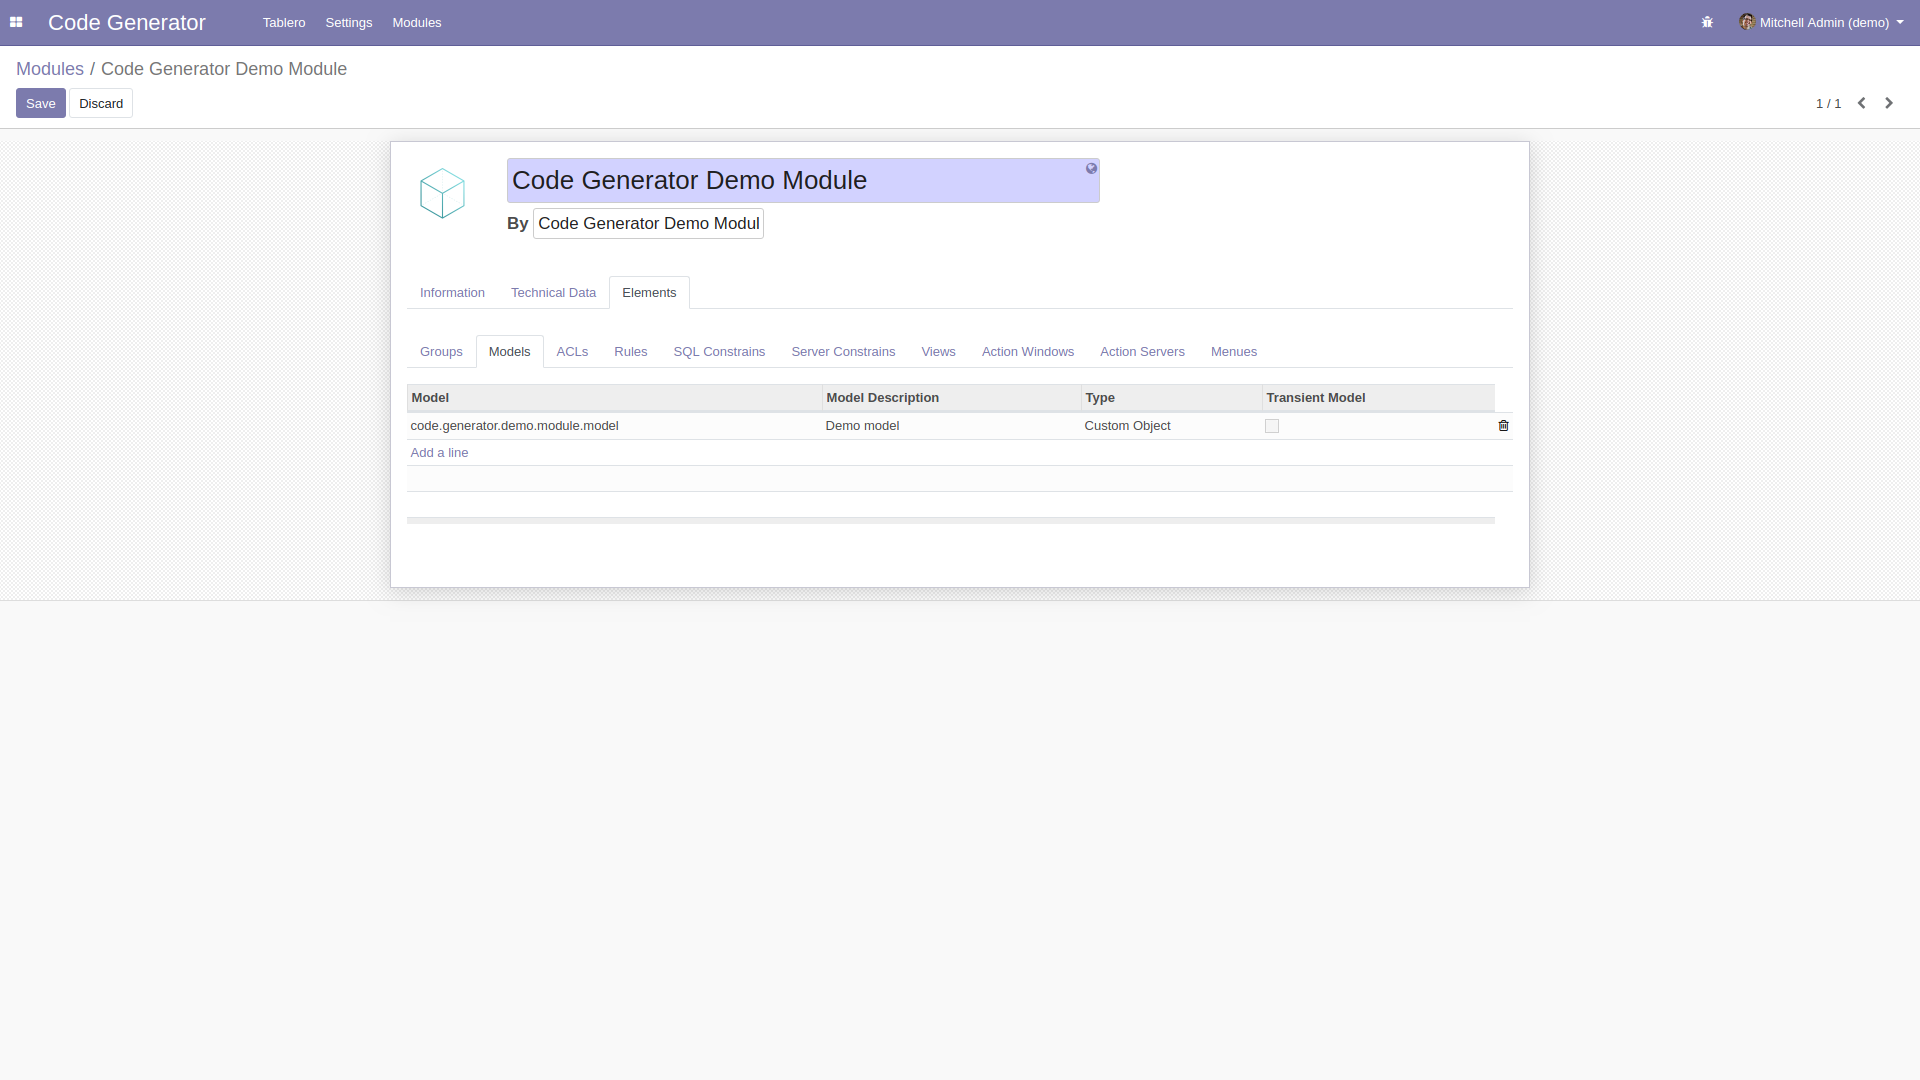 Code Generator Tablero Settings Modules Mitchell Admin (demo)
Modules / Code Generator Demo Module
Save Discard 1 / 1
Code Generator Demo Module
By Code Generator Demo Modul
Information Technical Data Elements
Groups Models ACLs Rules SQL Constrains Server Constrains Views Action Windows Action Servers Menues
Model Model Description Type Transient Model
code.generator.demo.module.model Demo model Custom Object
Add a line